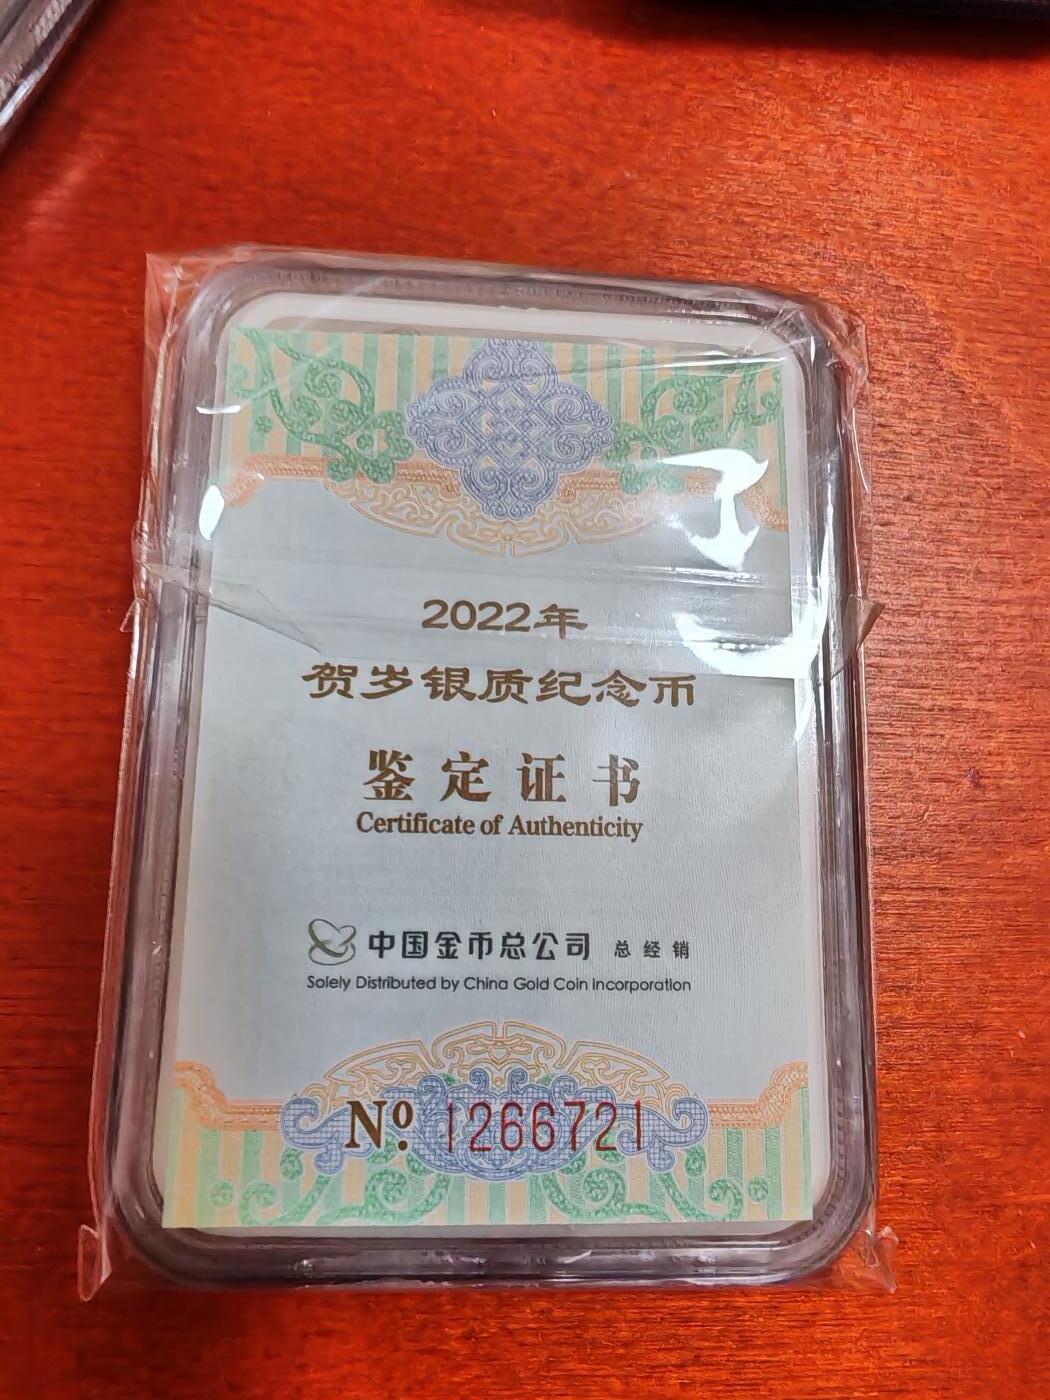 2022年
贺岁银质纪念币
鉴定证书
Certificate of Authenticity
中国金币总公司 总经销
Solely Distributed by China Gold Coin Incorporation
Nº. 1266721